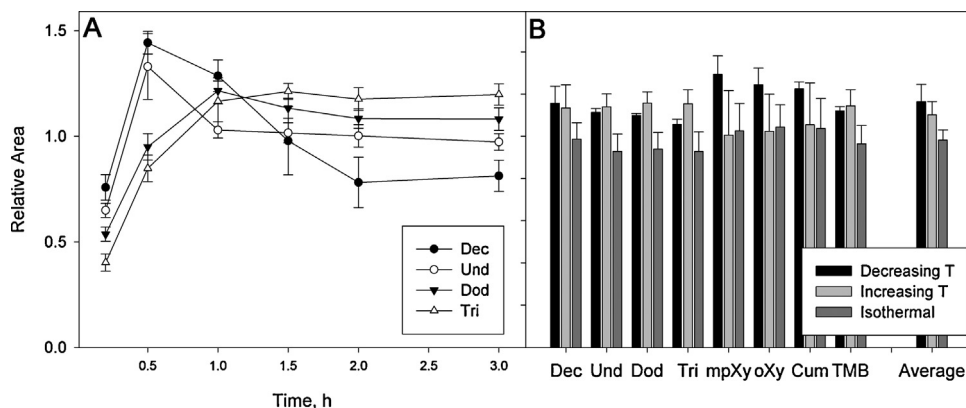 A
B
1.5
1.0
0.5
0.0
Relative Area
Dec
Und
Dod
Tri
Decreasing T
Increasing T
Isothermal
0.5 1.0 1.5 2.0 2.5 3.0
Time, h
Dec Und Dod Tri mpXy oXy Cum TMB Average